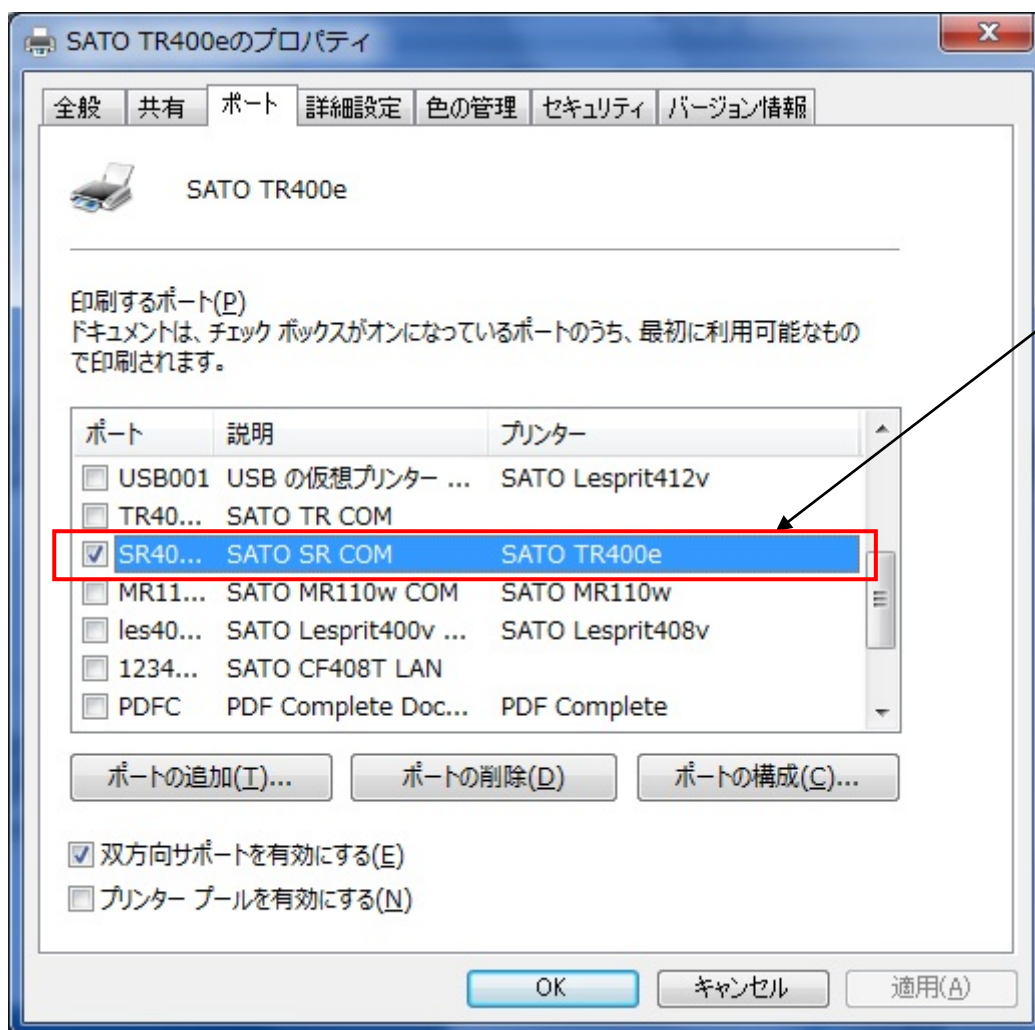 SATO TR400eのプロパティ
全般 共有 ポート 詳細設定 色の管理 セキュリティ バージョン情報
SATO TR400e
印刷するポート(P)
ドキュメントは、チェック ボックスがオンになっているポートのうち、最初に利用可能なもの
で印刷されます。
ポート 説明 プリンター
USB001 USB の仮想プリンター ... SATO Lesprit412v
TR40... SATO TR COM
SR40... SATO SR COM SATO TR400e
MR11... SATO MR110w COM SATO MR110w
les40... SATO Lesprit400v ... SATO Lesprit408v
1234... SATO CF408T LAN
PDFC PDF Complete Doc... PDF Complete
ポートの追加(T)... ポートの削除(D) ポートの構成(C)...
双方向サポートを有効にする(E)
プリンター プールを有効にする(N)
OK キャンセル 適用(A)